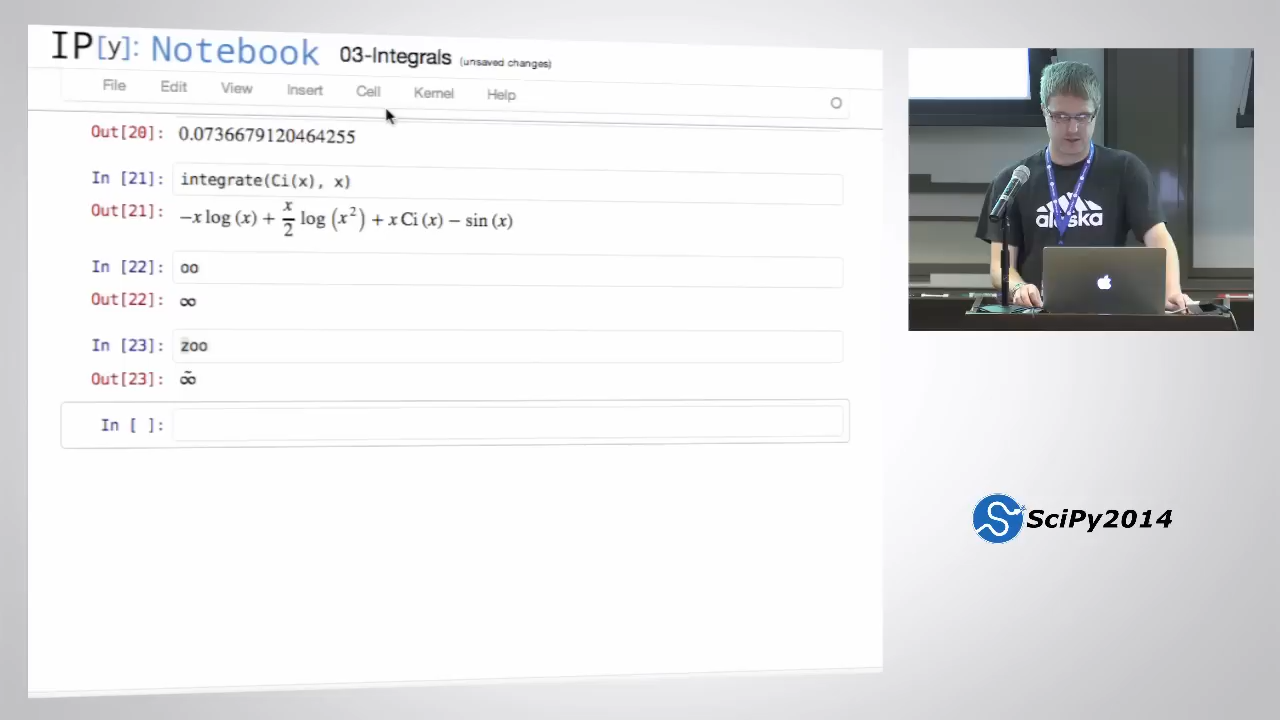 IP[y]: Notebook 03-Integrals (unsaved changes)
File Edit View Insert Cell Kernel Help
Out[20]: 0.0736679120464255
In [21]: integrate(Ci(x), x)
Out[21]: −x log (x) + x/2 log (x²) + x Ci (x) − sin (x)
In [22]: oo
Out[22]: ∞
In [23]: zoo
Out[23]: ∞̃
In [ ]:
alaska
SciPy2014